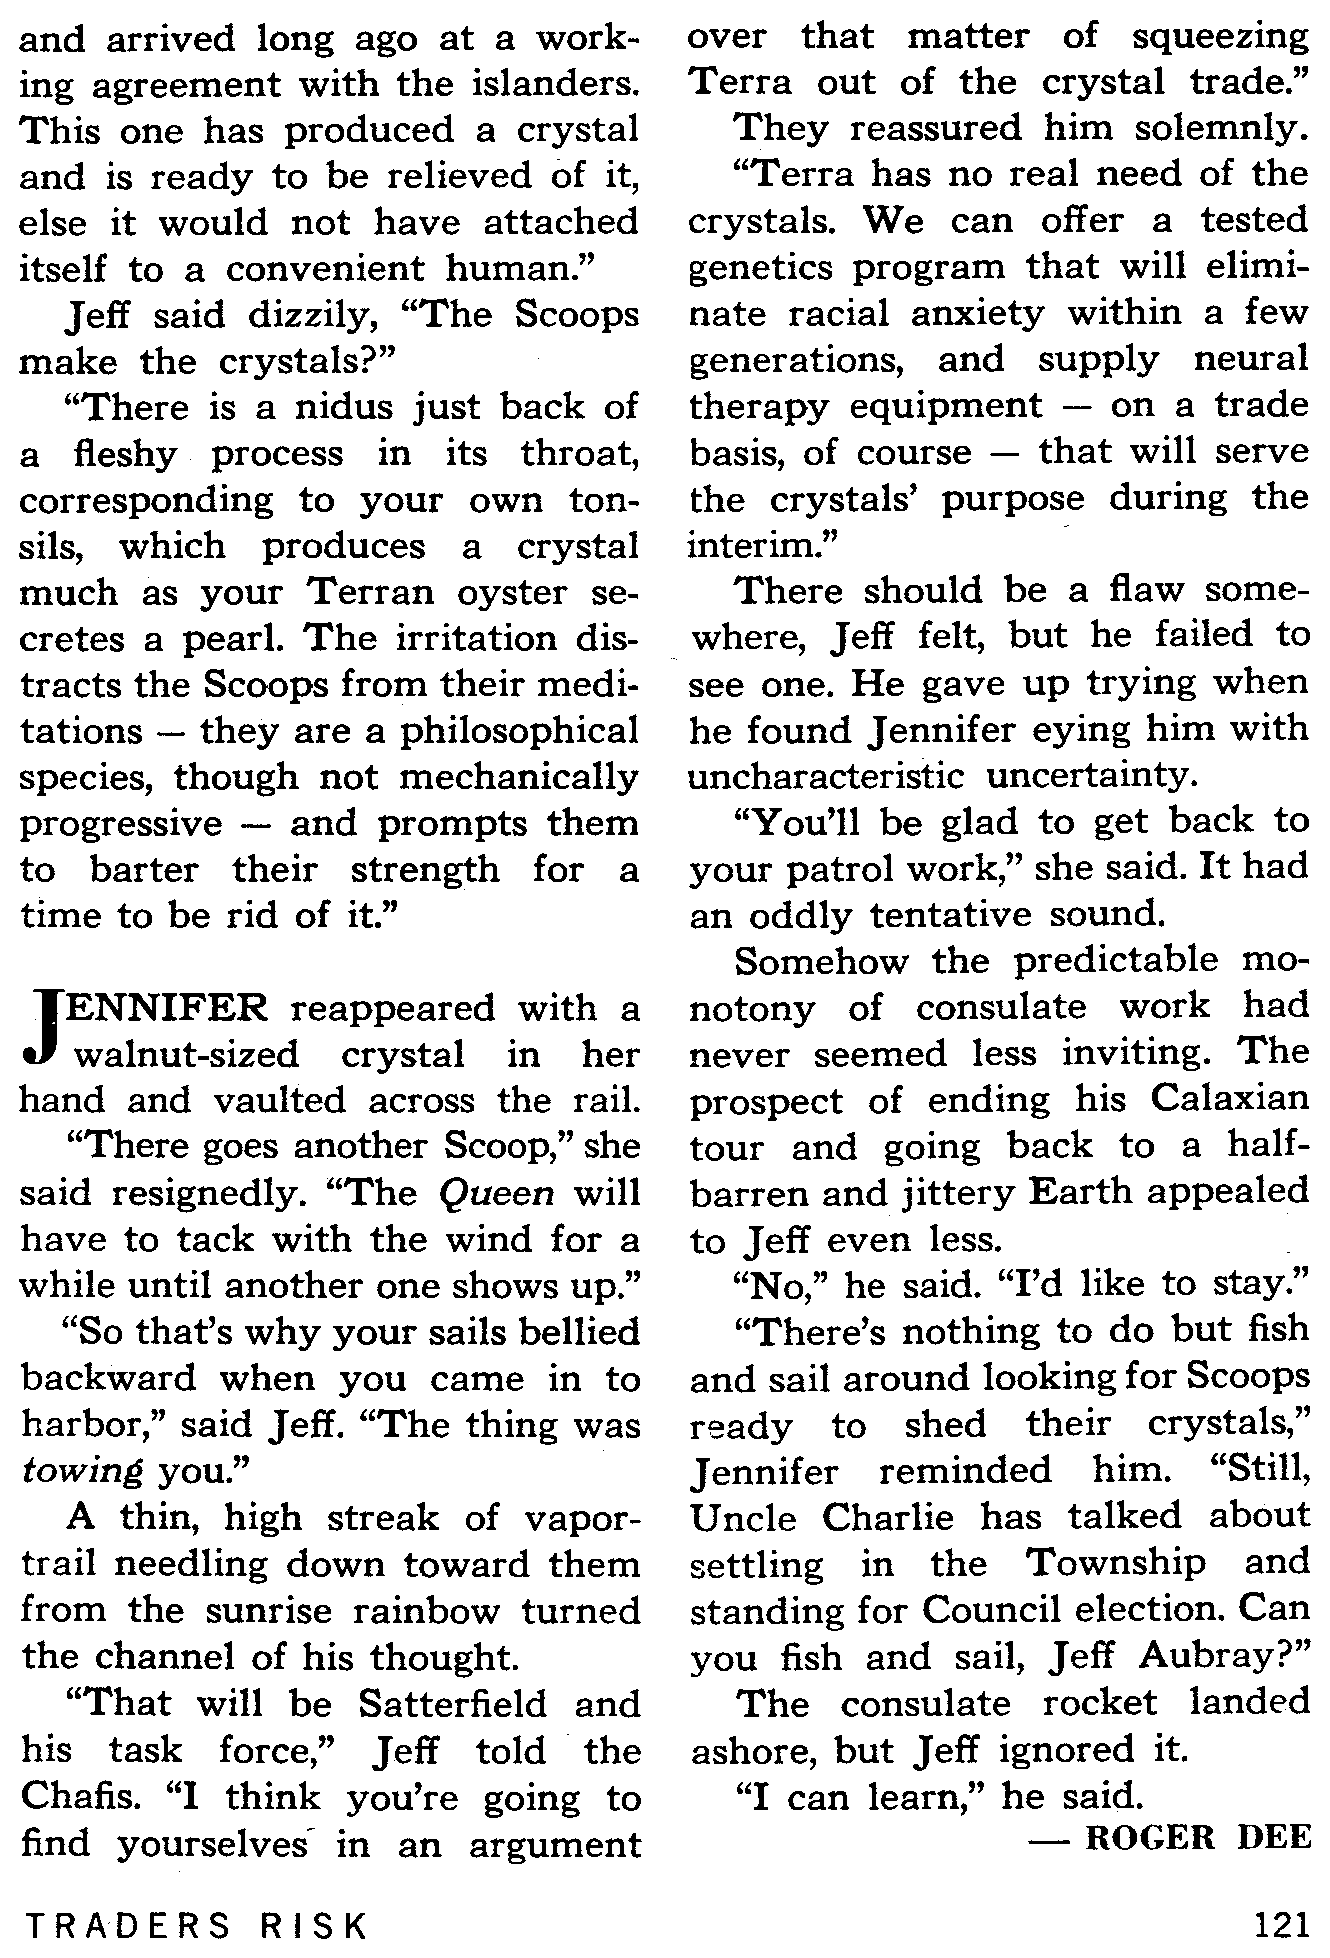 and arrived long ago at a work-
ing agreement with the islanders.
This one has produced a crystal
and is ready to be relieved of it,
else it would not have attached
itself to a convenient human.”
Jeff said dizzily, “The Scoops
make the crystals?”
“There is a nidus just back of
a fleshy process in its throat,
corresponding to your own ton-
sils, which produces a crystal
much as your Terran oyster se-
cretes a pearl. The irritation dis-
tracts the Scoops from their medi-
tations — they are a philosophical
species, though not mechanically
progressive — and prompts them
to barter their strength for a
time to be rid of it.”
JENNIFER reappeared with a
walnut-sized crystal in her
hand and vaulted across the rail.
“There goes another Scoop,” she
said resignedly. “The Queen will
have to tack with the wind for a
while until another one shows up.”
“So that’s why your sails bellied
backward when you came in to
harbor,” said Jeff. “The thing was
towing you.”
A thin, high streak of vapor-
trail needling down toward them
from the sunrise rainbow turned
the channel of his thought.
“That will be Satterfield and
his task force,” Jeff told the
Chafis. “I think you’re going to
find yourselves in an argument
over that matter of squeezing
Terra out of the crystal trade.”
They reassured him solemnly.
“Terra has no real need of the
crystals. We can offer a tested
genetics program that will elimi-
nate racial anxiety within a few
generations, and supply neural
therapy equipment — on a trade
basis, of course — that will serve
the crystals’ purpose during the
interim.”
There should be a flaw some-
where, Jeff felt, but he failed to
see one. He gave up trying when
he found Jennifer eying him with
uncharacteristic uncertainty.
“You’ll be glad to get back to
your patrol work,” she said. It had
an oddly tentative sound.
Somehow the predictable mo-
notony of consulate work had
never seemed less inviting. The
prospect of ending his Calaxian
tour and going back to a half-
barren and jittery Earth appealed
to Jeff even less.
“No,” he said. “I’d like to stay.”
“There’s nothing to do but fish
and sail around looking for Scoops
ready to shed their crystals,”
Jennifer reminded him. “Still,
Uncle Charlie has talked about
settling in the Township and
standing for Council election. Can
you fish and sail, Jeff Aubray?”
The consulate rocket landed
ashore, but Jeff ignored it.
“I can learn,” he said.
— ROGER DEE
TRADERS RISK 121